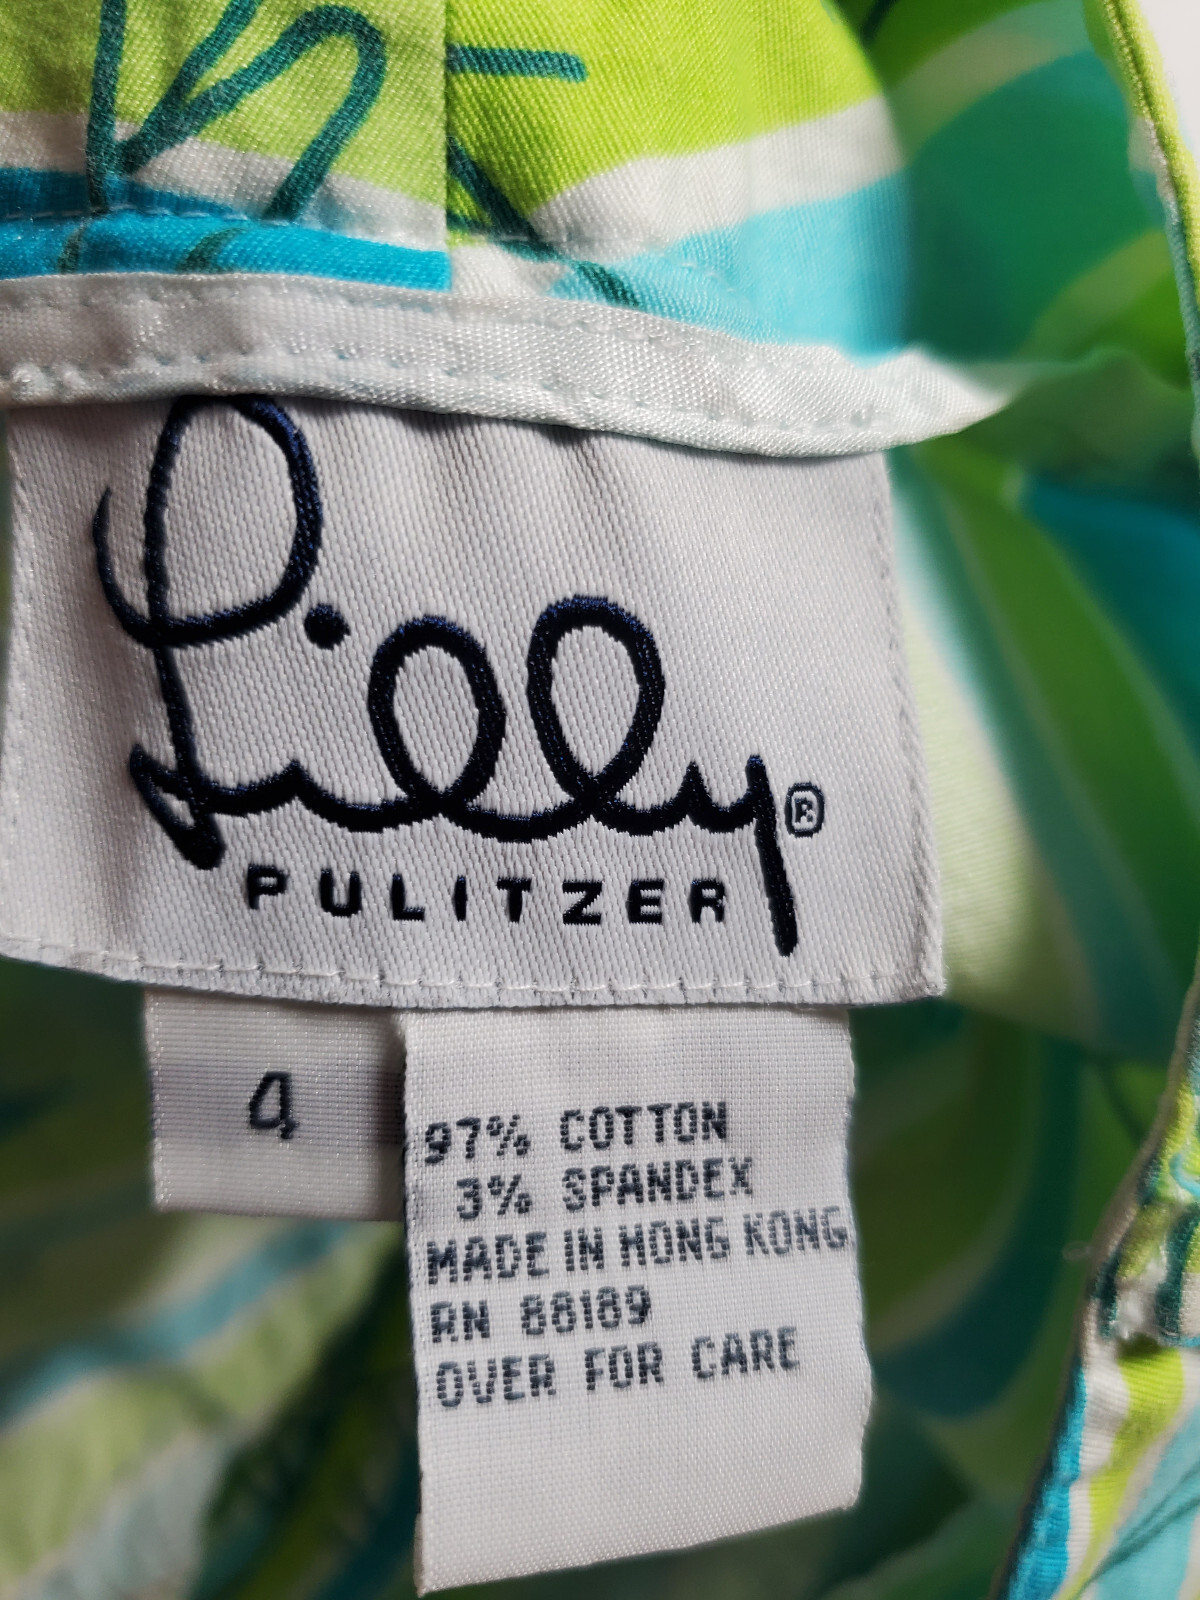 Lilly®
PULITZER
4
97% COTTON
3% SPANDEX
MADE IN HONG KONG
RN 88189
OVER FOR CARE